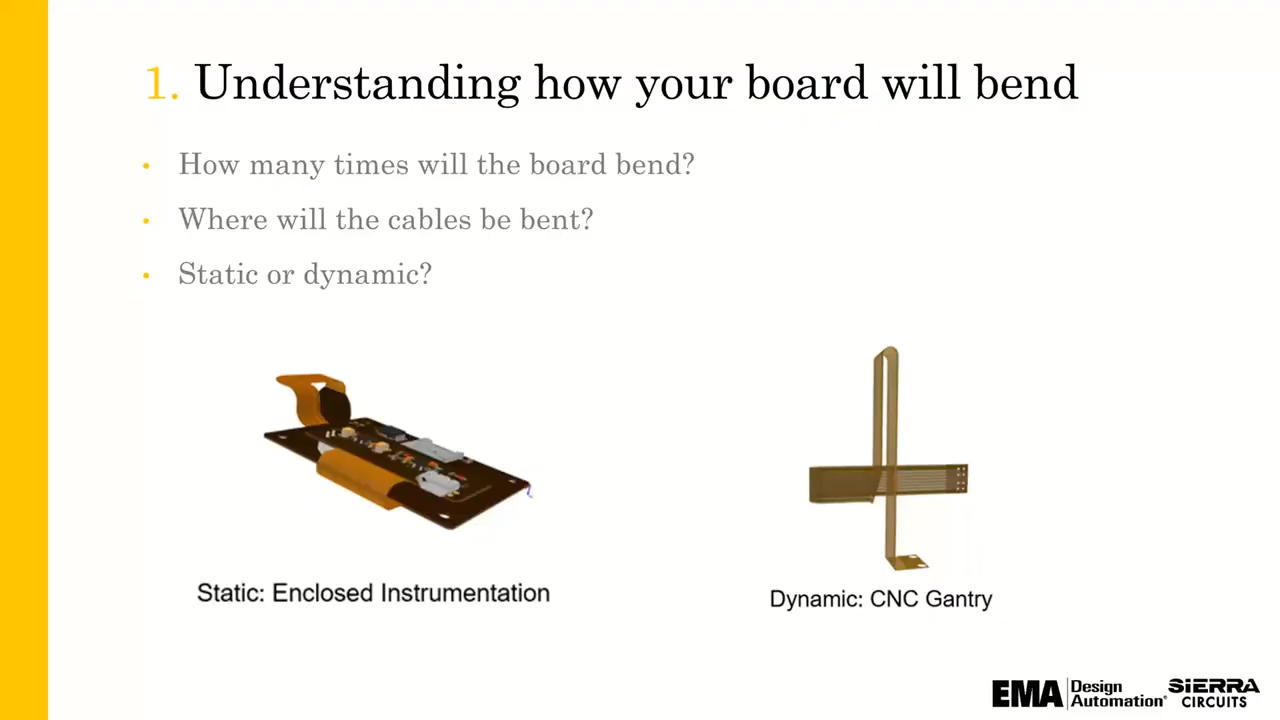 1. Understanding how your board will bend
• How many times will the board bend?
• Where will the cables be bent?
• Static or dynamic?
Static: Enclosed Instrumentation
Dynamic: CNC Gantry
EMA Design Automation®
SIERRA CIRCUITS